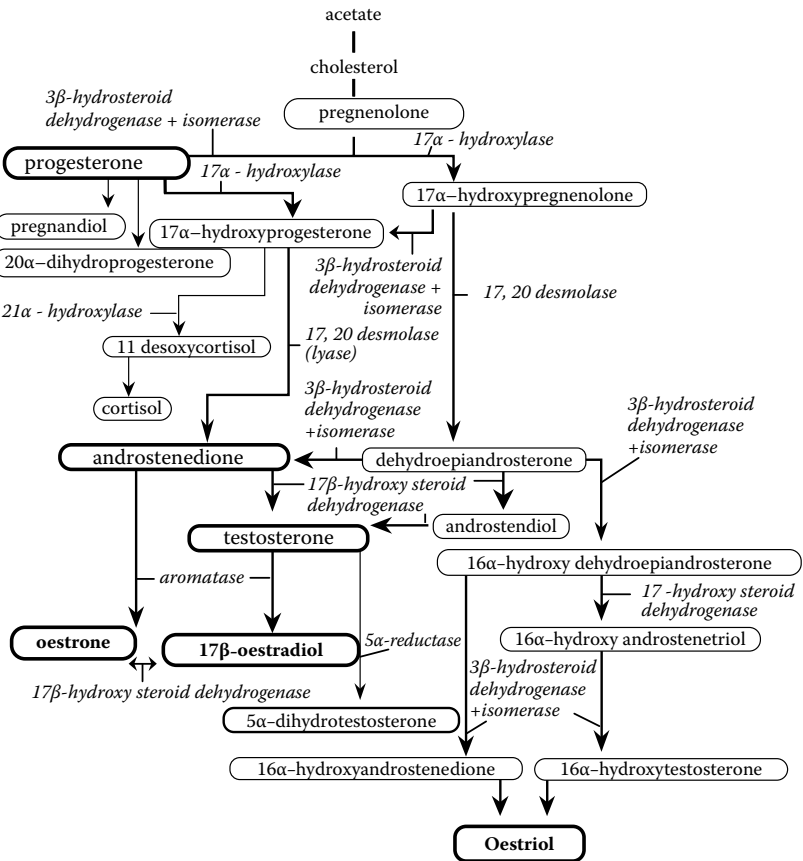 acetate
cholesterol
pregnenolone
3β-hydrosteroid
dehydrogenase + isomerase
17α - hydroxylase
progesterone
17α - hydroxylase
17α–hydroxypregnenolone
pregnandiol
17α–hydroxyprogesterone
20α–dihydroprogesterone
3β-hydrosteroid
dehydrogenase +
isomerase
17, 20 desmolase
21α - hydroxylase
17, 20 desmolase
(lyase)
11 desoxycortisol
cortisol
3β-hydrosteroid
dehydrogenase
+isomerase
3β-hydrosteroid
dehydrogenase
+isomerase
androstenedione
dehydroepiandrosterone
17β-hydroxy steroid
dehydrogenase
testosterone
androstendiol
16α–hydroxy dehydroepiandrosterone
aromatase
17 -hydroxy steroid
dehydrogenase
oestrone
17β-oestradiol
5α-reductase
16α–hydroxy androstenetriol
17β-hydroxy steroid dehydrogenase
3β-hydrosteroid
dehydrogenase
+isomerase
5α–dihydrotestosterone
16α–hydroxyandrostenedione
16α–hydroxytestosterone
Oestriol